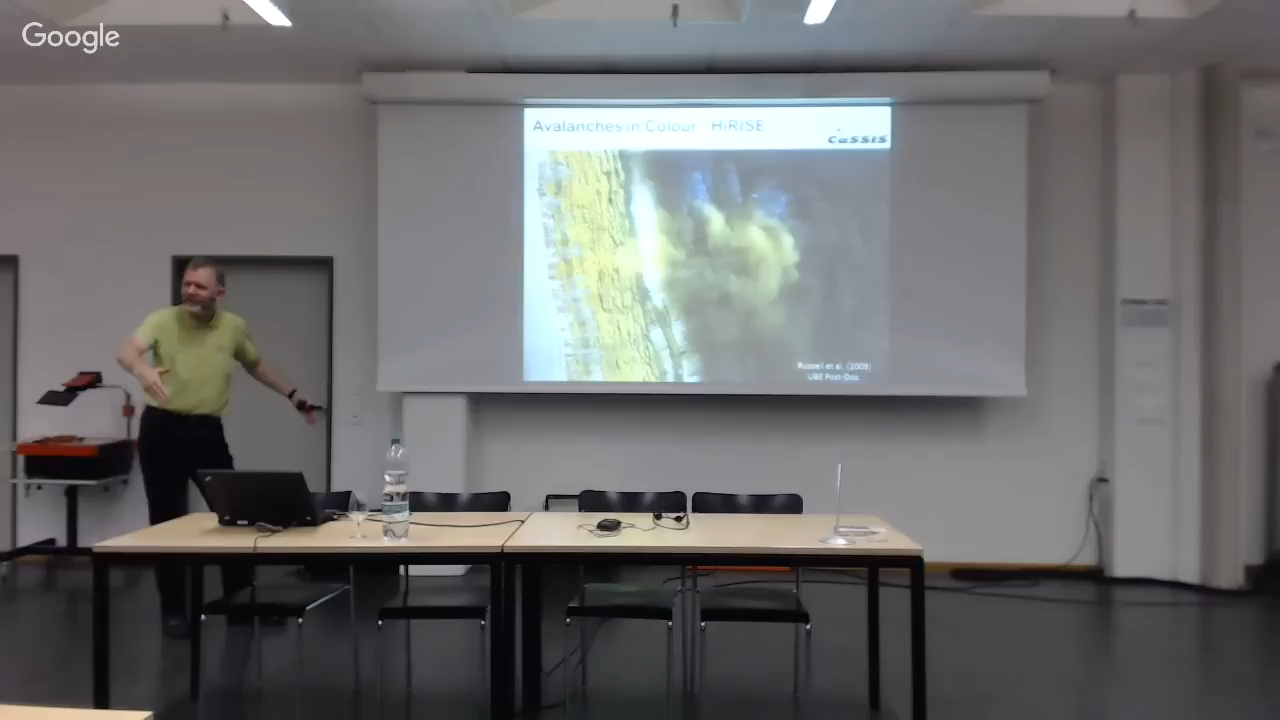 Google
Avalanches in Colour - HiRISE
CaSSIS
Russell et al. (2008)
UBE Post-Doc